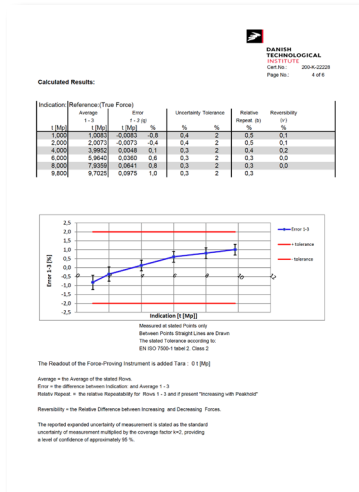 DANISH
TECHNOLOGICAL
INSTITUTE
Cert.No.: 200-K-22226
Page No.: 4 of 6
Calculated Results:
Indication: Reference:(True Force)
Average Error Uncertainty Tolerance Relative Reversibility
1 - 3 1 - 3 (q) Repeat. (b) (v)
t [Mp] t [Mp] t [Mp] % % % % %
1,000 1,0083 -0,0083 -0,8 0,4 2 0,5 0,1
2,000 2,0073 -0,0073 -0,4 0,4 2 0,5 0,1
4,000 3,9952 0,0048 0,1 0,3 2 0,4 0,2
6,000 5,9640 0,0360 0,6 0,3 2 0,3 0,0
8,000 7,9359 0,0641 0,8 0,3 2 0,3 0,0
9,800 9,7025 0,0975 1,0 0,3 2 0,3
2,5
2,0
1,5
1,0
0,5
0,0
-0,5
-1,0
-1,5
-2,0
-2,5
0 2 4 6 8 10 12
Error 1-3 [%]
Indication [t [Mp]]
Error 1-3
+ tolerance
- tolerance
Measured at stated Points only
Between Points Straight Lines are Drawn
The stated Tolerance according to:
EN ISO 7500-1 tabel 2. Class 2
The Readout of the Force-Proving Instrument is added Tara : 0 t [Mp]
Average = the Average of the stated Rows.
Error = the difference between Indication and Average 1 - 3
Relativ Repeat = the relative Repeatability for Rows 1 - 3 and if present "Increasing with Peakhold"
Reversibility = the Relative Difference between Increasing and Decreasing Forces.
The reported expanded uncertainty of measurement is stated as the standard
uncertainty of measurement multiplied by the coverage factor k=2, providing
a level of confidence of approximately 95 %.